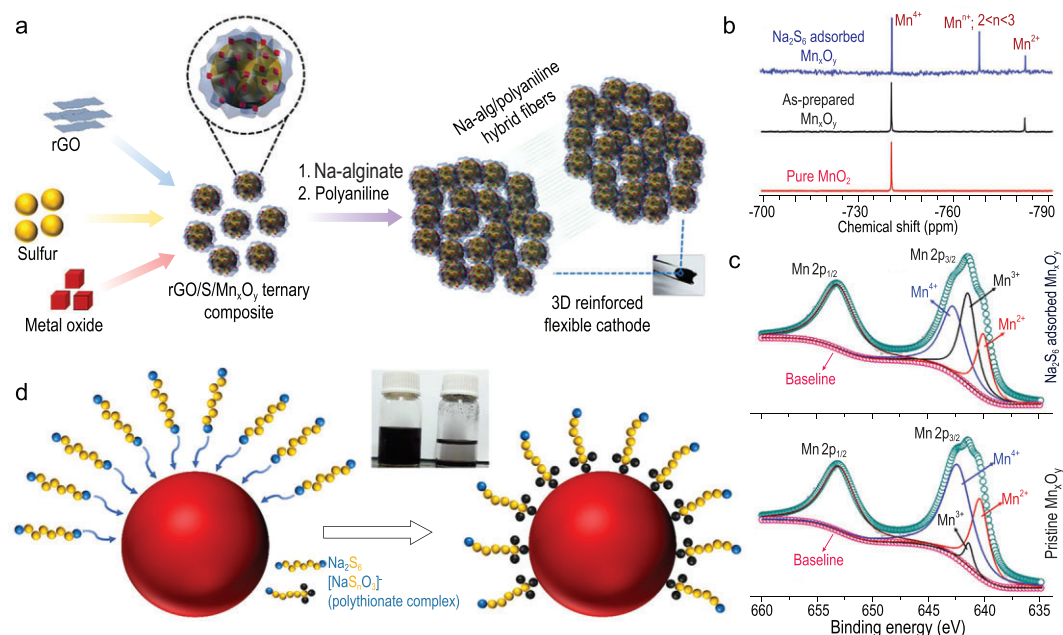 a
rGO
Sulfur
Metal oxide
rGO/S/MnxOy ternary
composite
1. Na-alginate
2. Polyaniline
Na-alg/polyaniline
hybrid fibers
3D reinforced
flexible cathode
b
Na2S6 adsorbed
MnxOy
Mn4+
Mnn+; 2<n<3
Mn2+
As-prepared
MnxOy
Pure MnO2
-700
-730
-760
-790
Chemical shift (ppm)
c
Mn 2p1/2
Mn 2p3/2
Mn4+
Mn3+
Mn2+
Baseline
Na2S6 adsorbed MnxOy
Mn 2p1/2
Mn 2p3/2
Mn4+
Mn2+
Mn3+
Baseline
Pristine MnxOy
660
655
650
645
640
635
Binding energy (eV)
d
Na2S6
[NaSnO3]-
(polythionate complex)